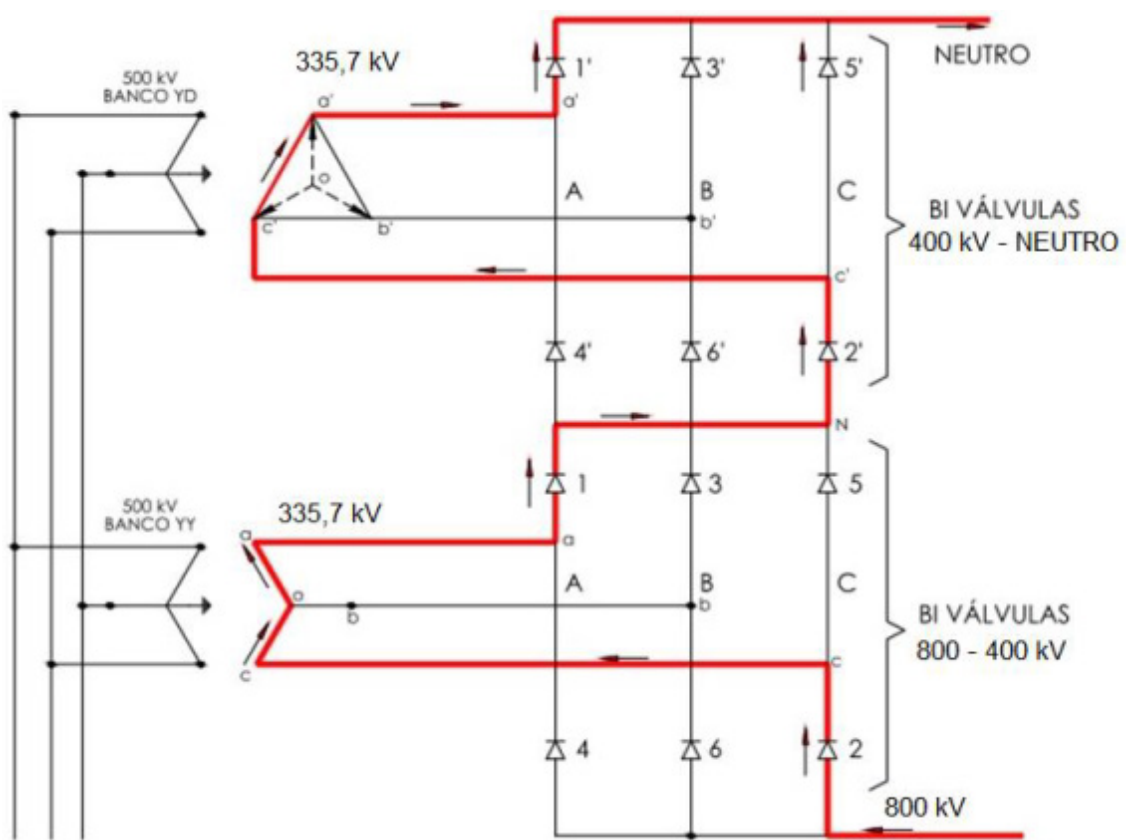 335,7 kV
500 kV
BANCO YD
a'
o
c'
b'
1'
3'
5'
NEUTRO
a'
A
B
C
b'
c'
BI VÁLVULAS
400 kV - NEUTRO
4'
6'
2'
N
1
3
5
500 kV
BANCO YY
335,7 kV
a
o
b
c
a
A
B
C
b
c
BI VÁLVULAS
800 - 400 kV
4
6
2
800 kV